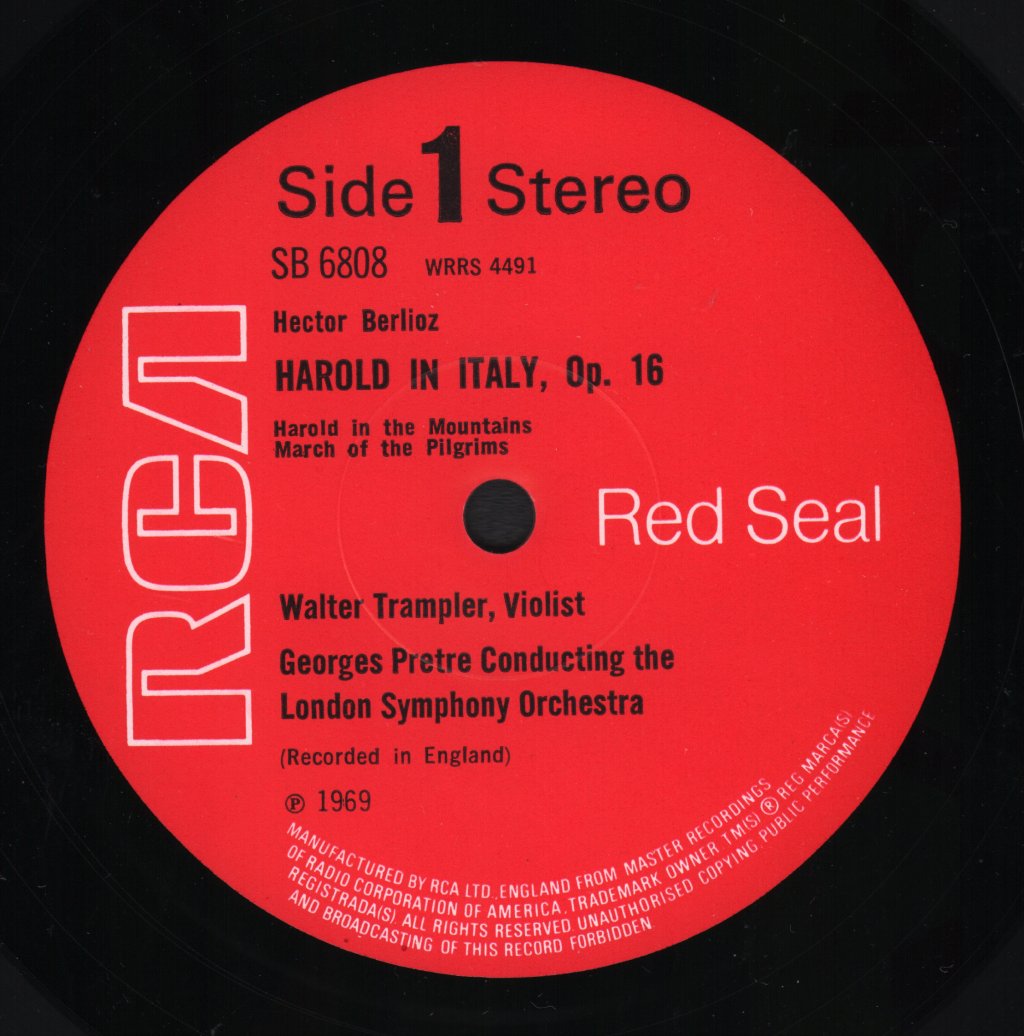 Side 1 Stereo
SB 6808 WRRS 4491
Hector Berlioz
HAROLD IN ITALY, Op. 16
Harold in the Mountains
March of the Pilgrims
RCA
Red Seal
Walter Trampler, Violist
Georges Pretre Conducting the
London Symphony Orchestra
(Recorded in England)
℗ 1969
MANUFACTURED BY RCA LTD., ENGLAND FROM MASTER RECORDINGS
OF RADIO CORPORATION OF AMERICA, TRADEMARK OWNER TM(S) ® REG MARCA(S)
REGISTRADA(S). ALL RIGHTS RESERVED UNAUTHORISED COPYING PUBLIC PERFORMANCE
AND BROADCASTING OF THIS RECORD FORBIDDEN